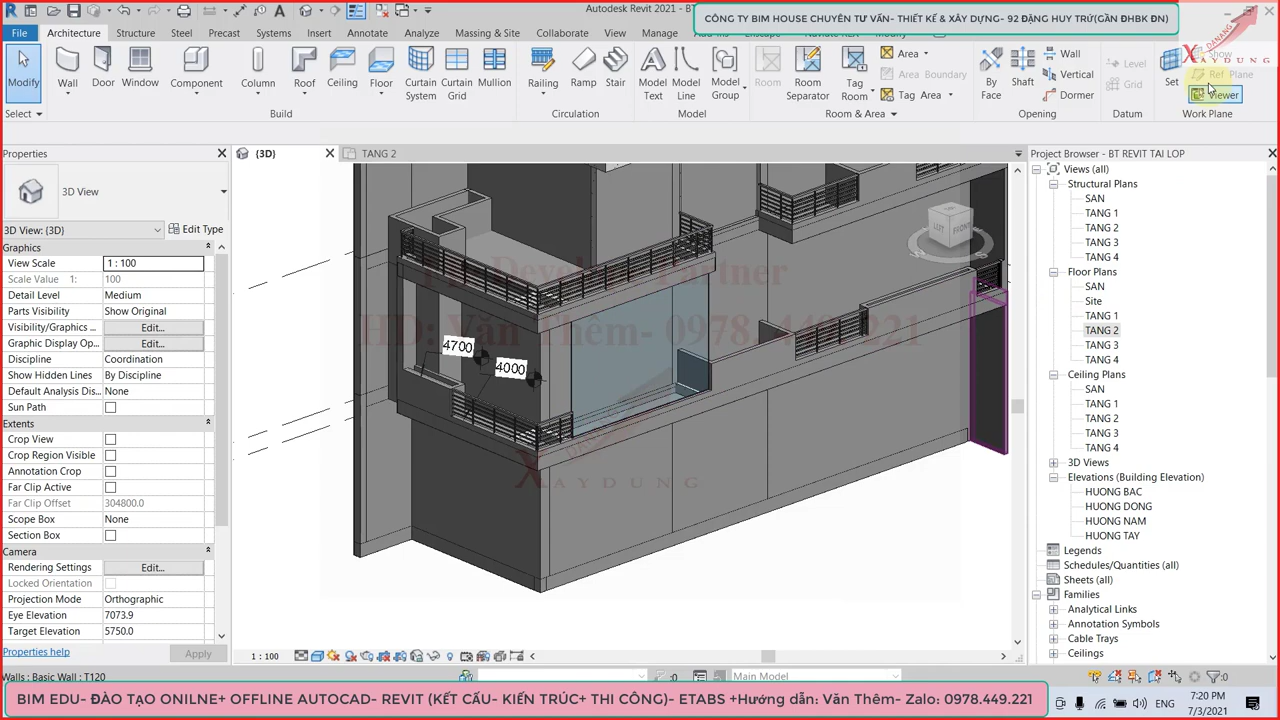 Autodesk Revit 2021 - BT
CÔNG TY BIM HOUSE CHUYÊN TƯ VẤN- THIẾT KẾ & XÂY DỰNG- 92 ĐẶNG HUY TRỨ(GẦN ĐHBK ĐN)
File Architecture Structure Steel Precast Systems Insert Annotate Analyze Massing & Site Collaborate View Manage
XÂYDỰNG
Modify Wall Door Window Component Column Roof Ceiling Floor Curtain System Curtain Grid Mullion Railing Ramp Stair Model Text Model Line Model Group Room Room Separator Tag Room Area Area Boundary Tag Area By Face Shaft Wall Vertical Dormer Level Grid Set Show Ref Plane Viewer
Select Build Circulation Model Room & Area Opening Datum Work Plane
Properties
3D View
3D View: {3D} Edit Type
Graphics
View Scale 1 : 100
Scale Value 1: 100
Detail Level Medium
Parts Visibility Show Original
Visibility/Graphics ... Edit...
Graphic Display Op... Edit...
Discipline Coordination
Show Hidden Lines By Discipline
Default Analysis Dis... None
Sun Path
Extents
Crop View
Crop Region Visible
Annotation Crop
Far Clip Active
Far Clip Offset 304800.0
Scope Box None
Section Box
Camera
Rendering Settings Edit...
Locked Orientation
Projection Mode Orthographic
Eye Elevation 7073.9
Target Elevation 5750.0
Properties help Apply
{3D} TANG 2
4700
4000
FRONT
HD: Văn Thêm- 0978.449.221
XAYDUNG
1 : 100
Project Browser - BT REVIT TAI LOP
Views (all)
Structural Plans
SAN
TANG 1
TANG 2
TANG 3
TANG 4
Floor Plans
SAN
Site
TANG 1
TANG 2
TANG 3
TANG 4
Ceiling Plans
SAN
TANG 1
TANG 2
TANG 3
TANG 4
3D Views
Elevations (Building Elevation)
HUONG BAC
HUONG DONG
HUONG NAM
HUONG TAY
Legends
Schedules/Quantities (all)
Sheets (all)
Families
Analytical Links
Annotation Symbols
Cable Trays
Ceilings
Walls : Basic Wall : T120
:0
Main Model
:0
BIM EDU- ĐÀO TẠO ONILNE+ OFFLINE AUTOCAD- REVIT (KẾT CẤU- KIẾN TRÚC+ THI CÔNG)- ETABS +Hướng dẫn: Văn Thêm- Zalo: 0978.449.221
ENG
7:20 PM
7/3/2021